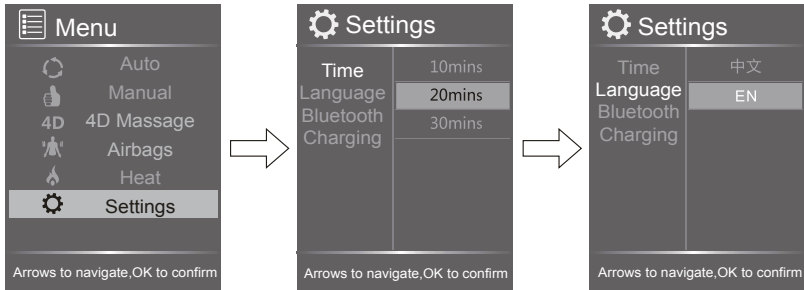 Menu
Auto
Manual
4D 4D Massage
Airbags
Heat
Settings
Arrows to navigate,OK to confirm
Settings
Time
Language
Bluetooth
Charging
10mins
20mins
30mins
Arrows to navigate,OK to confirm
Settings
Time
Language
Bluetooth
Charging
中文
EN
Arrows to navigate,OK to confirm